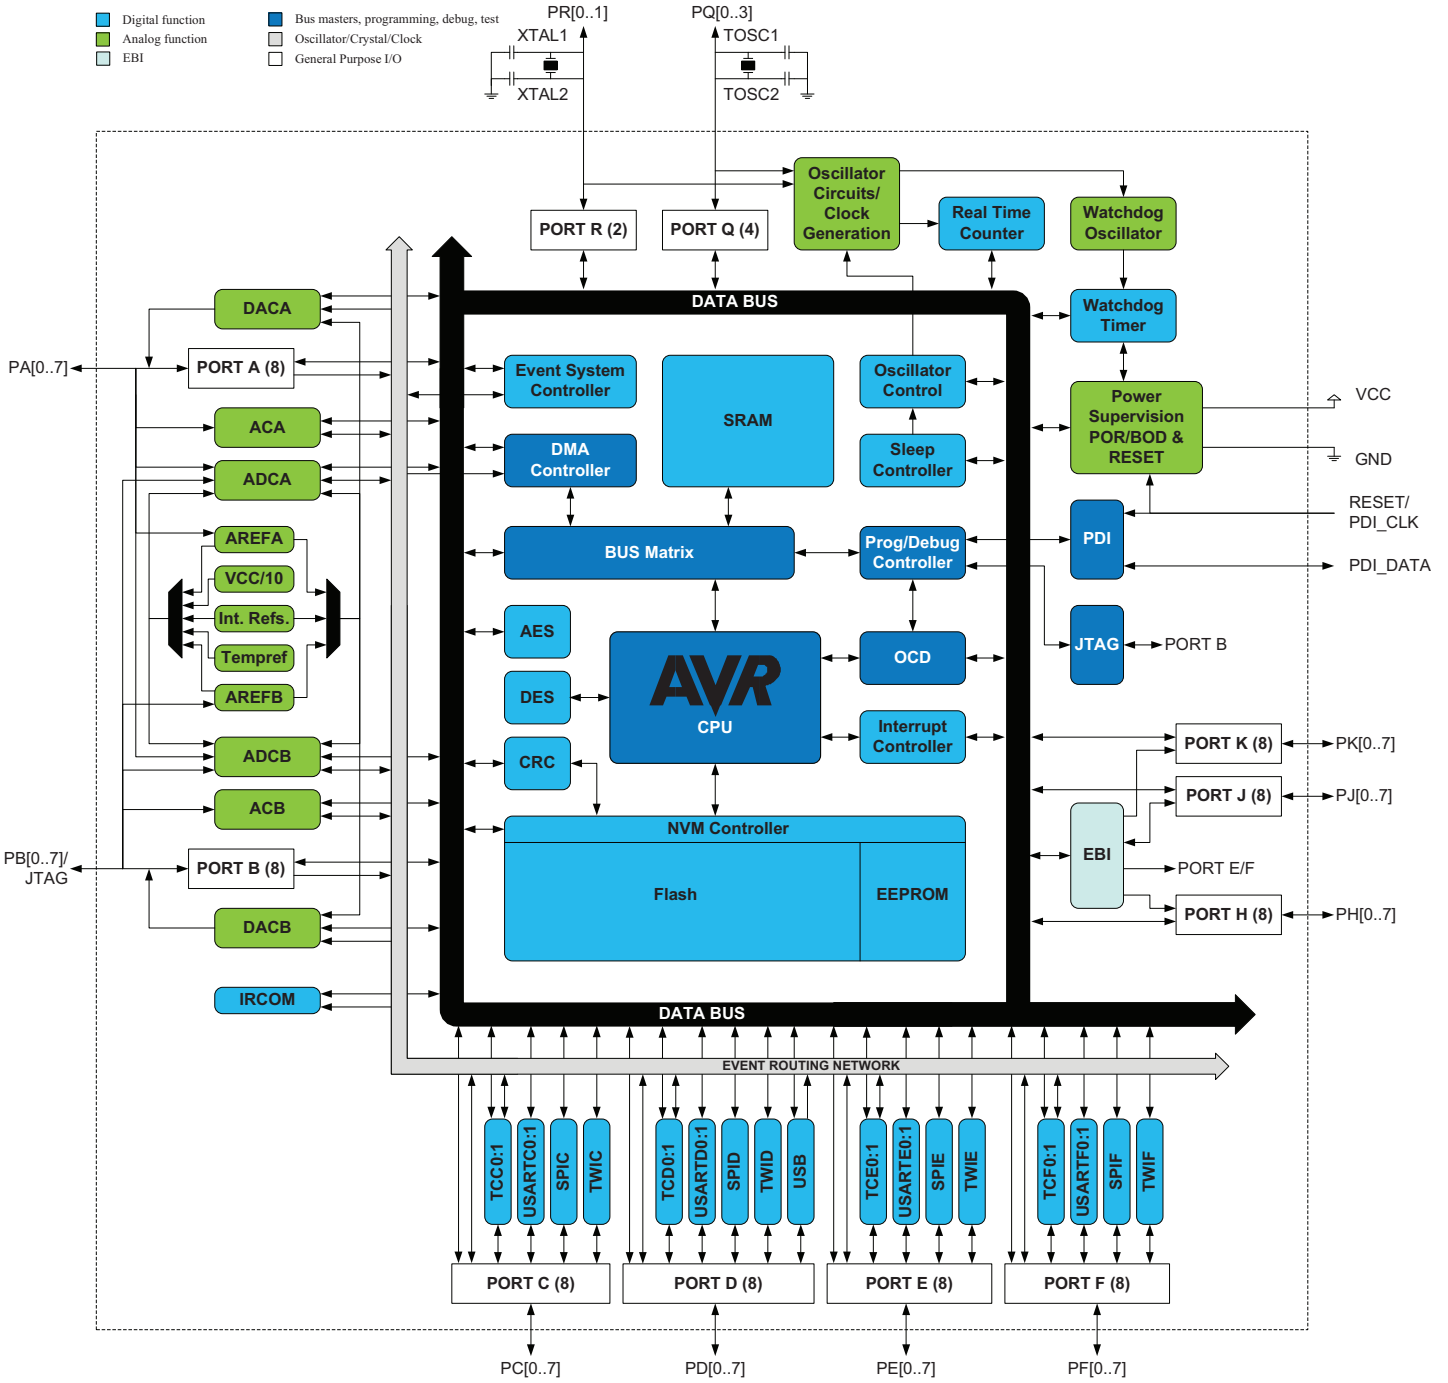 Digital function
Analog function
EBI
Bus masters, programming, debug, test
Oscillator/Crystal/Clock
General Purpose I/O
PR[0..1]
PQ[0..3]
XTAL1
XTAL2
TOSC1
TOSC2
PORT R (2)
PORT Q (4)
Oscillator
Circuits/
Clock
Generation
Real Time
Counter
Watchdog
Oscillator
DATA BUS
Watchdog
Timer
DACA
PA[0..7]
PORT A (8)
ACA
ADCA
AREFA
VCC/10
Int. Refs.
Tempref
AREFB
ADCB
ACB
PB[0..7]/
JTAG
PORT B (8)
DACB
IRCOM
Event System
Controller
SRAM
Oscillator
Control
DMA
Controller
Sleep
Controller
Power
Supervision
POR/BOD &
RESET
VCC
GND
RESET/
PDI_CLK
PDI_DATA
BUS Matrix
Prog/Debug
Controller
PDI
AES
AVR
CPU
OCD
JTAG
PORT B
DES
CRC
Interrupt
Controller
PORT K (8)
PK[0..7]
PORT J (8)
PJ[0..7]
EBI
PORT E/F
PORT H (8)
PH[0..7]
NVM Controller
Flash
EEPROM
DATA BUS
EVENT ROUTING NETWORK
TCC0:1
USARTC0:1
SPIC
TWIC
TCD0:1
USARTD0:1
SPID
TWID
USB
TCE0:1
USARTE0:1
SPIE
TWIE
TCF0:1
USARTF0:1
SPIF
TWIF
PORT C (8)
PORT D (8)
PORT E (8)
PORT F (8)
PC[0..7]
PD[0..7]
PE[0..7]
PF[0..7]